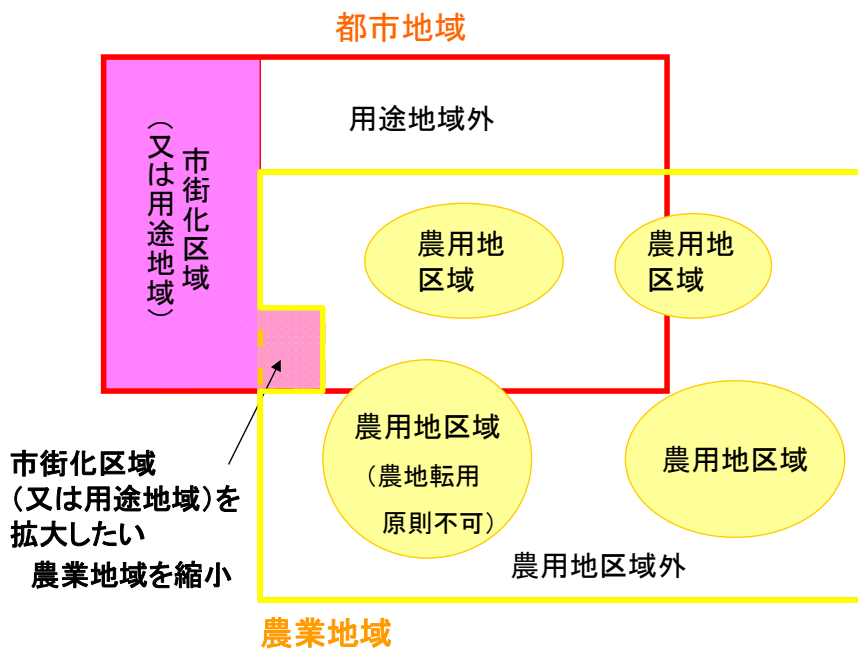 都市地域
用途地域外
市街化区域
（又は用途地域）
農用地
区域
農用地
区域
農用地区域
（農地転用
原則不可）
農用地区域
市街化区域
（又は用途地域）を
拡大したい
農業地域を縮小
農用地区域外
農業地域